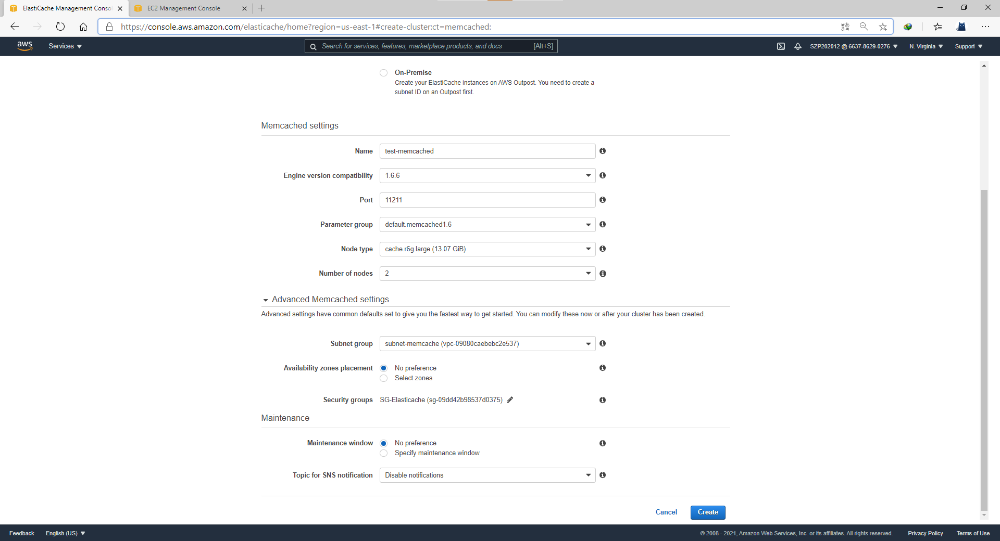 ElastiCache Management Conso
EC2 Management Console
https://console.aws.amazon.com/elasticache/home?region=us-east-1#create-cluster:ct=memcached:
aws
Services
Search for services, features, marketplace products, and docs [Alt+S]
SZP202012 @ 6637-8629-0276
N. Virginia
Support
On-Premise
Create your ElastiCache instances on AWS Outpost. You need to create a
subnet ID on an Outpost first.
Memcached settings
Name test-memcached
Engine version compatibility 1.6.6
Port 11211
Parameter group default.memcached1.6
Node type cache.r6g.large (13.07 GiB)
Number of nodes 2
Advanced Memcached settings
Advanced settings have common defaults set to give you the fastest way to get started. You can modify these now or after your cluster has been created.
Subnet group subnet-memcache (vpc-09080caebebc2e537)
Availability zones placement No preference
Select zones
Security groups SG-Elasticache (sg-09dd42b98537d0375)
Maintenance
Maintenance window No preference
Specify maintenance window
Topic for SNS notification Disable notifications
Cancel Create
Feedback English (US) © 2008 - 2021, Amazon Web Services, Inc. or its affiliates. All rights reserved. Privacy Policy Terms of Use